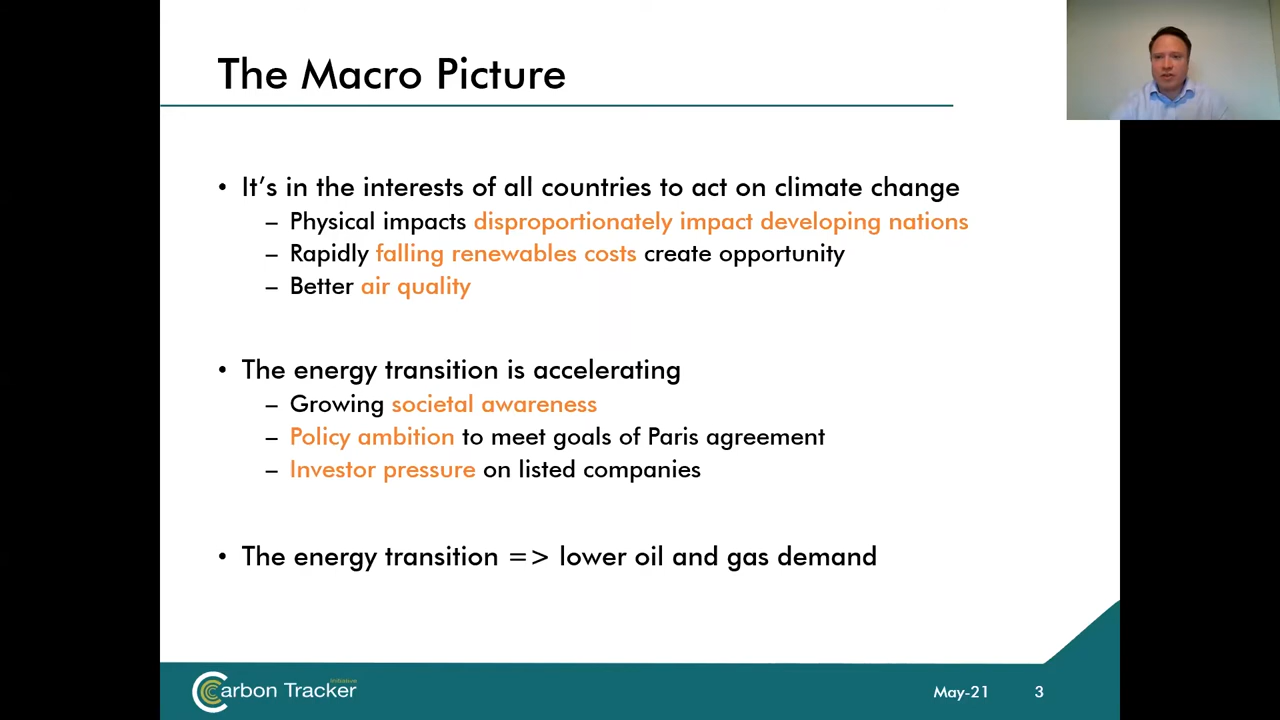 The Macro Picture
• It's in the interests of all countries to act on climate change
– Physical impacts disproportionately impact developing nations
– Rapidly falling renewables costs create opportunity
– Better air quality
• The energy transition is accelerating
– Growing societal awareness
– Policy ambition to meet goals of Paris agreement
– Investor pressure on listed companies
• The energy transition => lower oil and gas demand
Initiative
Carbon Tracker
May-21
3